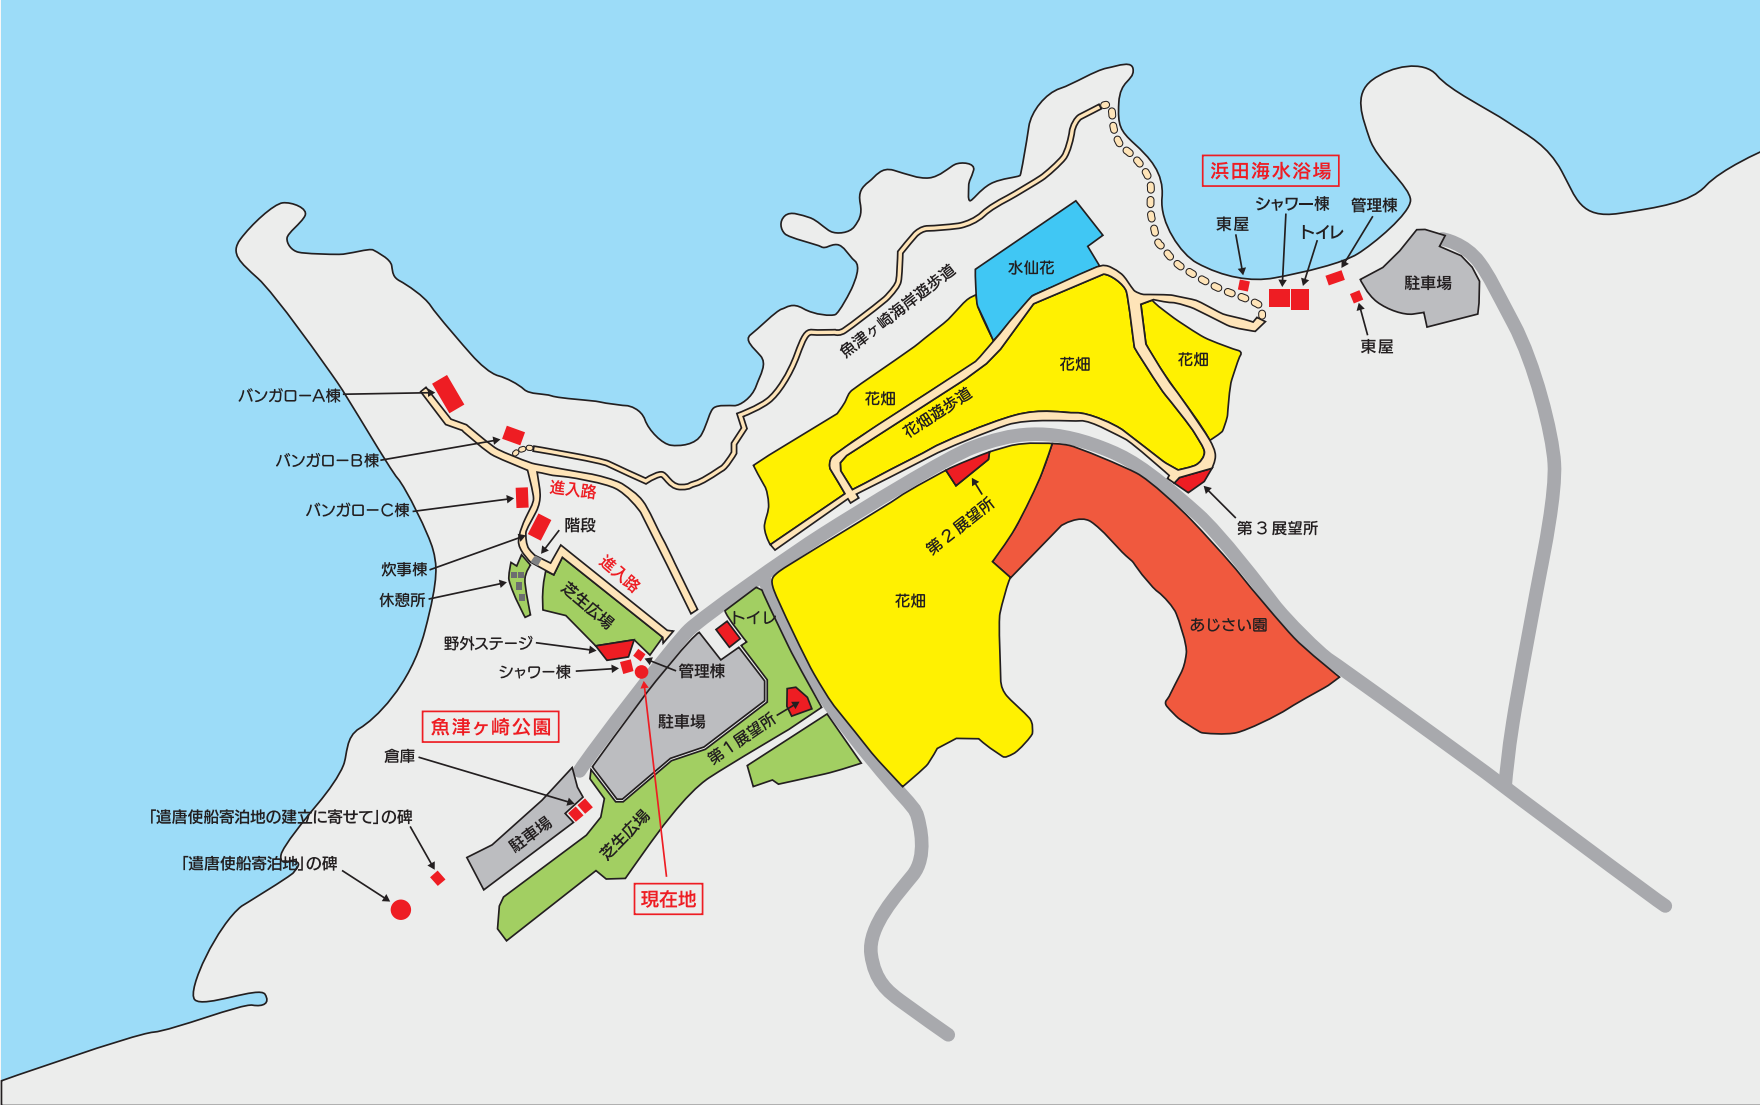 浜田海水浴場
シャワー棟
管理棟
東屋
トイレ
駐車場
東屋
水仙花
魚津ヶ崎海岸遊歩道
花畑
花畑
花畑
花畑遊歩道
バンガローA棟
バンガローB棟
バンガローC棟
進入路
階段
第2展望所
第3展望所
炊事棟
進入路
休憩所
芝生広場
花畑
トイレ
あじさい園
野外ステージ
シャワー棟
管理棟
魚津ヶ崎公園
駐車場
第1展望所
倉庫
「遣唐使船寄泊地の建立に寄せて」の碑
駐車場
芝生広場
「遣唐使船寄泊地」の碑
現在地